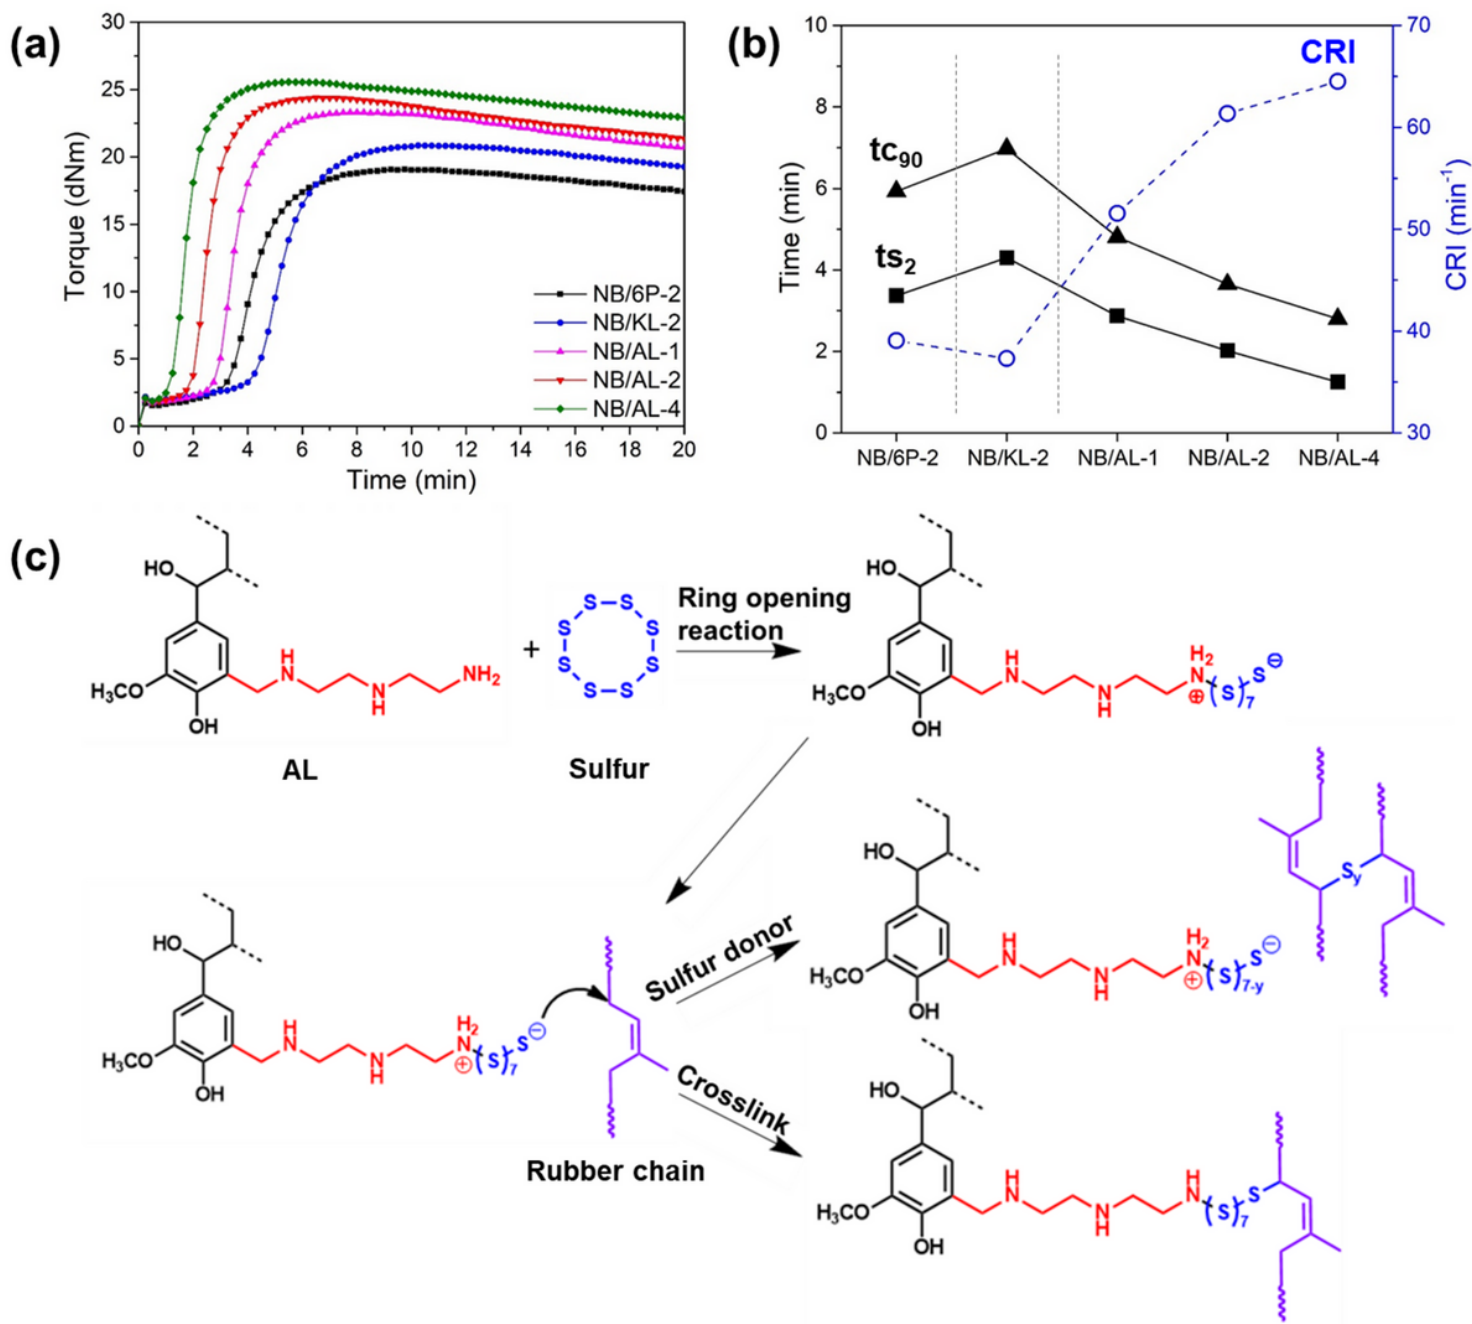 (a)
30
25
20
15
10
5
0
Torque (dNm)
0 2 4 6 8 10 12 14 16 18 20
Time (min)
NB/6P-2
NB/KL-2
NB/AL-1
NB/AL-2
NB/AL-4
(b)
10
8
6
4
2
0
Time (min)
tc90
ts2
CRI
70
60
50
40
30
CRI (min-1)
NB/6P-2 NB/KL-2 NB/AL-1 NB/AL-2 NB/AL-4
(c)
HO
H3CO
OH
H
N
N
H
NH2
AL
+
S S
S S
S S
S S
Sulfur
Ring opening
reaction
HO
H3CO
OH
H
N
N
H
H2
N
⊕
(S)7
S
⊖
HO
H3CO
OH
H
N
N
H
H2
N
⊕
(S)7
S
⊖
Rubber chain
Sulfur donor
HO
H3CO
OH
H
N
N
H
H2
N
⊕
(S)7-y
S
⊖
Sy
Crosslink
HO
H3CO
OH
H
N
N
H
H
N
(S)7
S